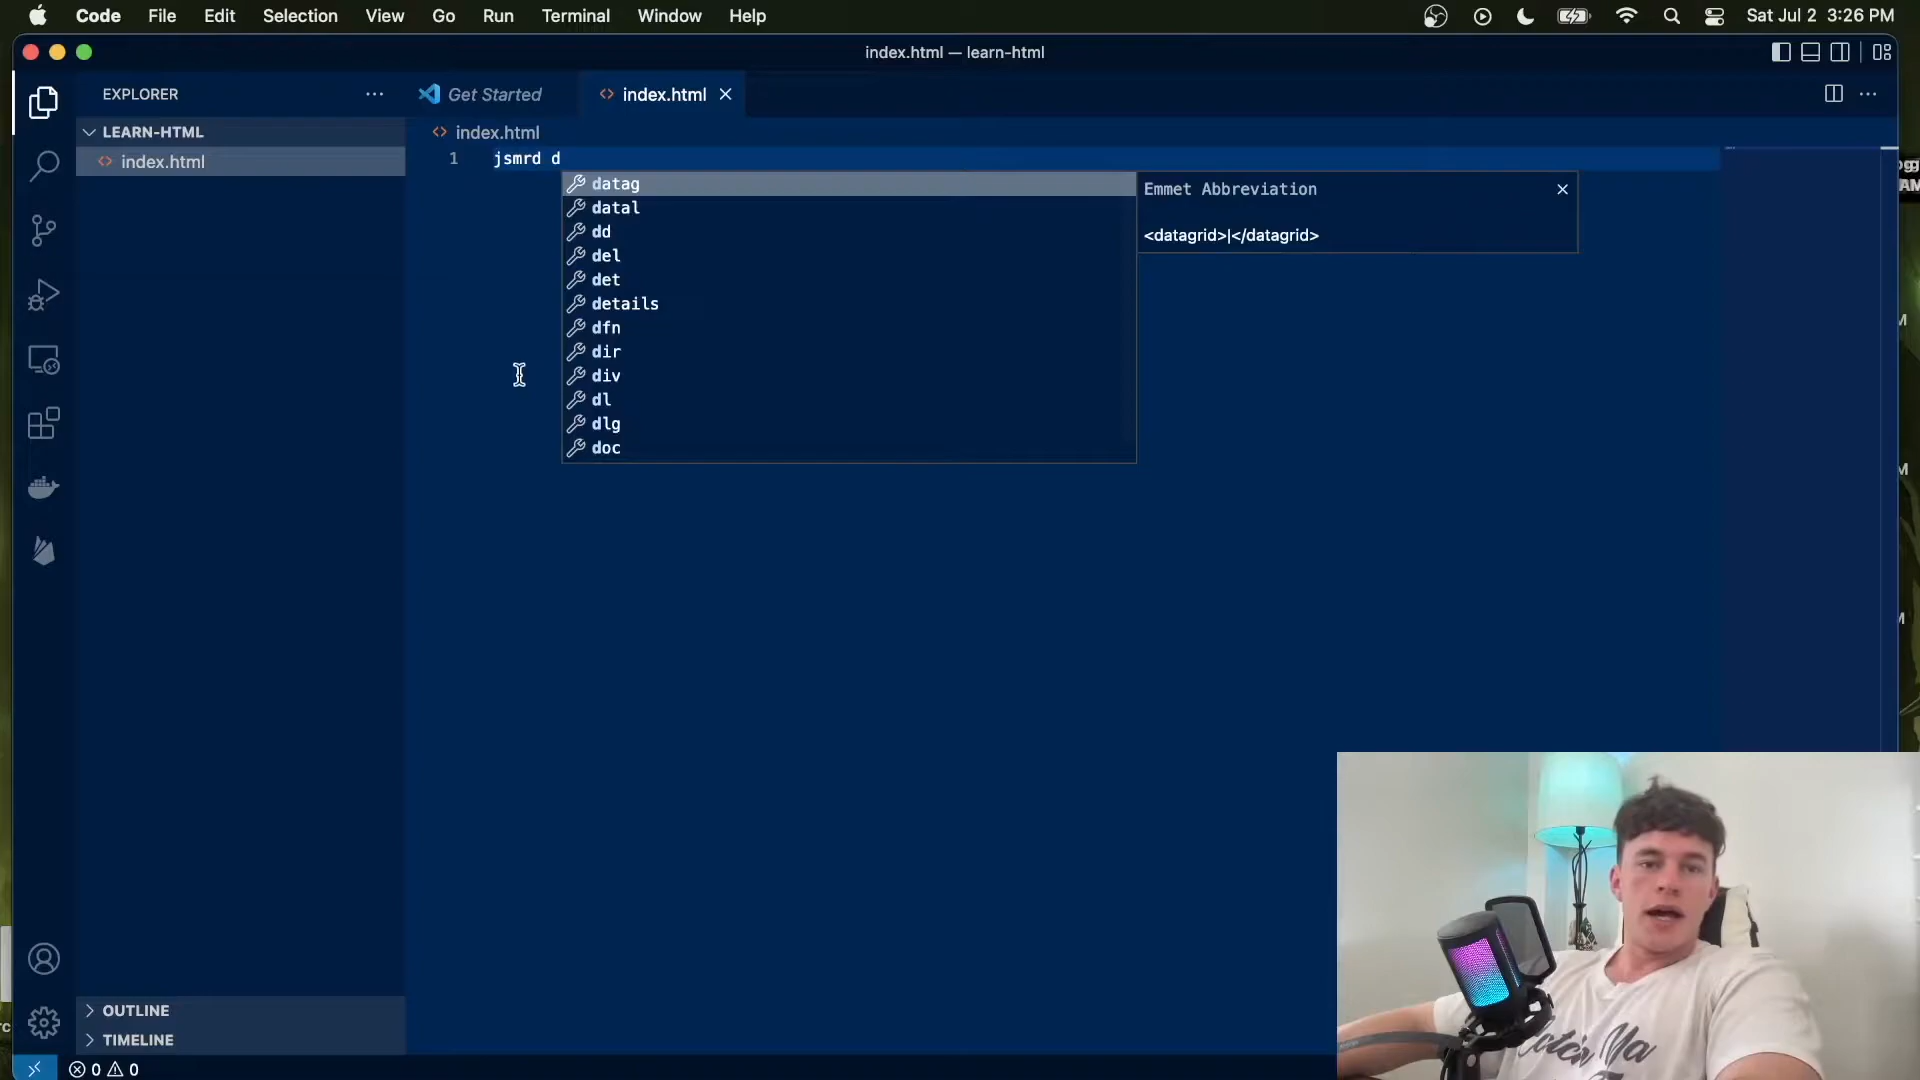 Code File Edit Selection View Go Run Terminal Window Help Sat Jul 2 3:26 PM
index.html — learn-html
EXPLORER
Get Started
index.html
LEARN-HTML
index.html
index.html
1 jsmrd d
datag
datal
dd
del
det
details
dfn
dir
div
dl
dlg
doc
Emmet Abbreviation
<datagrid>|</datagrid>
OUTLINE
TIMELINE
0 0